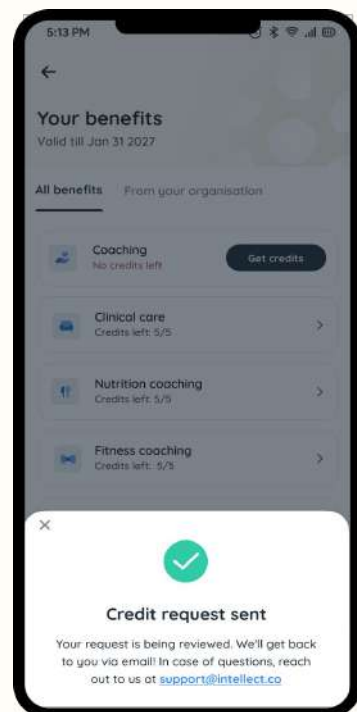 5:13 PM
Your benefits
Valid till Jan 31 2027
All benefits From your organisation
Coaching
No credits left
Get credits
Clinical care
Credits left: 5/5
Nutrition coaching
Credits left: 5/5
Fitness coaching
Credits left: 5/5
Credit request sent
Your request is being reviewed. We'll get back
to you via email! In case of questions, reach
out to us at support@intellect.co